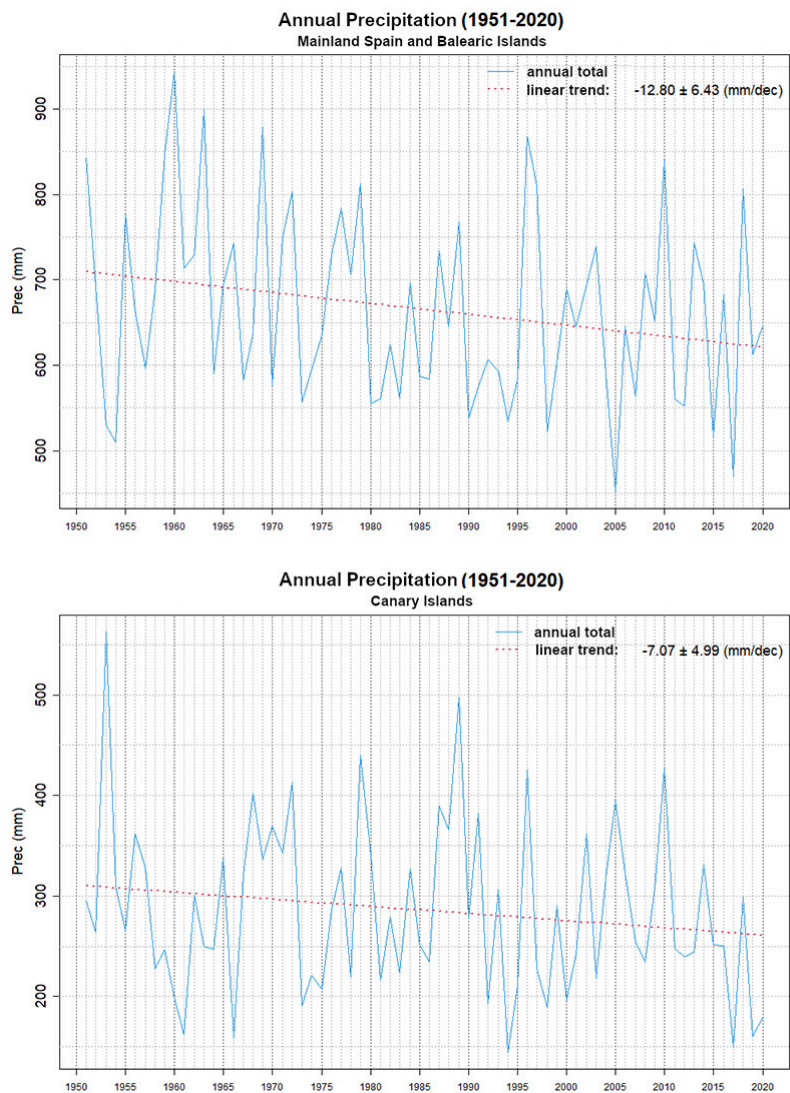 Annual Precipitation (1951-2020)
Mainland Spain and Balearic Islands
annual total
linear trend: -12.80 ± 6.43 (mm/dec)
Prec (mm)
900
800
700
600
500
1950 1955 1960 1965 1970 1975 1980 1985 1990 1995 2000 2005 2010 2015 2020
Annual Precipitation (1951-2020)
Canary Islands
annual total
linear trend: -7.07 ± 4.99 (mm/dec)
Prec (mm)
500
400
300
200
1950 1955 1960 1965 1970 1975 1980 1985 1990 1995 2000 2005 2010 2015 2020